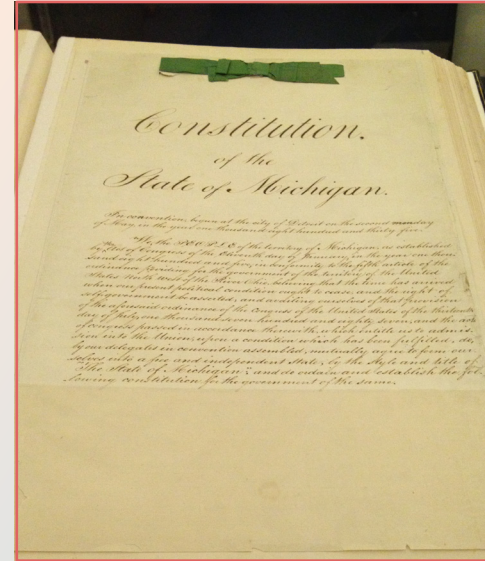 Constitution.
of the
State of Michigan.
In convention, begun at the city of Detroit on the second monday
of May, in the year one thousand eight hundred and thirty five:
We, the PEOPLE of the territory of Michigan, as established
by Act of Congress of the Eleventh day of January, in the year one thou
sand eight hundred and five, in conformity to the fifth article of the
ordinance providing for the government of the territory of the United
States North West of the River Ohio, believing that the time has arrived
when our present political condition ought to cease, and the right of
self-government be asserted; and availing ourselves of that provision
of the aforesaid ordinance of the Congress of the United States of the thirteenth
day of July, one thousand seven hundred and eighty seven, and the acts
of congress passed in accordance therewith, which entitle us to admis-
sion into the Union, upon a condition which has been fulfilled, do,
by our delegates in convention assembled, mutually agree to form our
selves into a free and independent state, by the style and title of
"The State of Michigan", and do ordain and establish the fol-
lowing constitution for the government of the same.